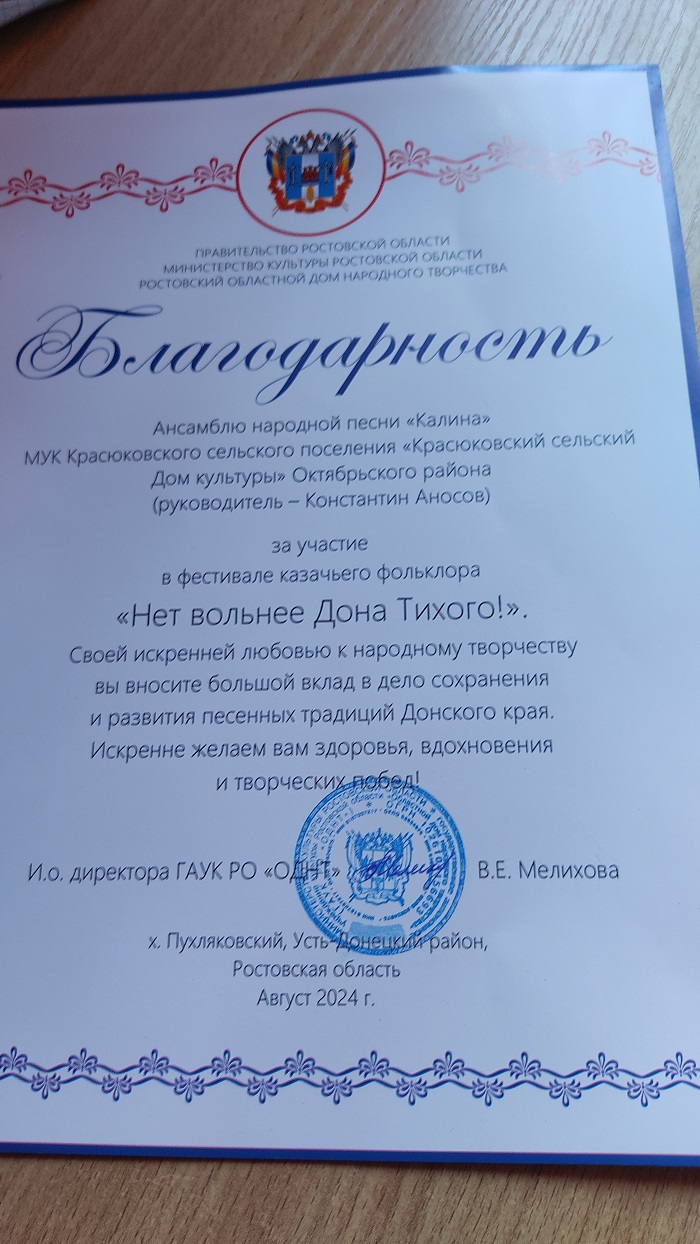 ПРАВИТЕЛЬСТВО РОСТОВСКОЙ ОБЛАСТИ
МИНИСТЕРСТВО КУЛЬТУРЫ РОСТОВСКОЙ ОБЛАСТИ
РОСТОВСКИЙ ОБЛАСТНОЙ ДОМ НАРОДНОГО ТВОРЧЕСТВА
Благодарность
Ансамблю народной песни «Калина»
МУК Красюковского сельского поселения «Красюковский сельский
Дом культуры» Октябрьского района
(руководитель – Константин Аносов)
за участие
в фестивале казачьего фольклора
«Нет вольнее Дона Тихого!».
Своей искренней любовью к народному творчеству
вы вносите большой вклад в дело сохранения
и развития песенных традиций Донского края.
Искренне желаем вам здоровья, вдохновения
и творческих побед!
И.о. директора ГАУК РО «ОДНТ» В.Е. Мелихова
х. Пухляковский, Усть-Донецкий район,
Ростовская область
Август 2024 г.